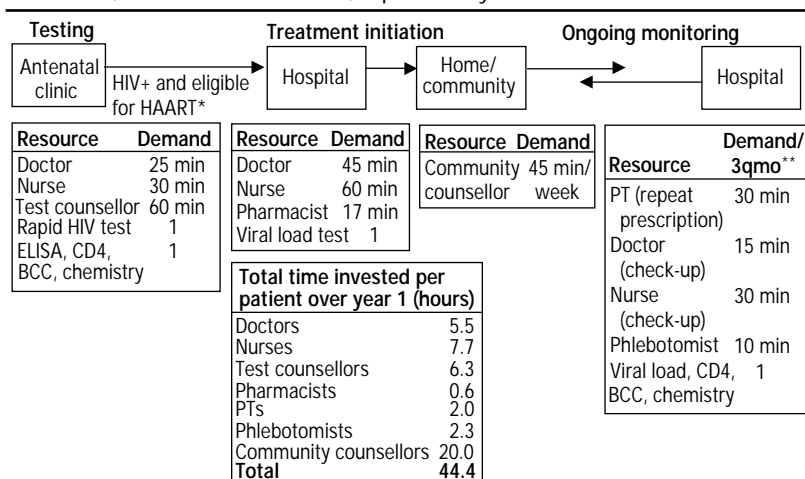 Testing
Treatment initiation
Ongoing monitoring
Antenatal
clinic
HIV+ and eligible
for HAART*
Hospital
Home/
community
Hospital
Resource Demand
Doctor 25 min
Nurse 30 min
Test counsellor 60 min
Rapid HIV test 1
ELISA, CD4, 1
BCC, chemistry
Resource Demand
Doctor 45 min
Nurse 60 min
Pharmacist 17 min
Viral load test 1
Resource Demand
Community 45 min/
counsellor week
Demand/
Resource 3qmo**
PT (repeat 30 min
prescription)
Doctor 15 min
(check-up)
Nurse 30 min
(check-up)
Phlebotomist 10 min
Viral load, CD4, 1
BCC, chemistry
Total time invested per
patient over year 1 (hours)
Doctors 5.5
Nurses 7.7
Test counsellors 6.3
Pharmacists 0.6
PTs 2.0
Phlebotomists 2.3
Community counsellors 20.0
Total 44.4